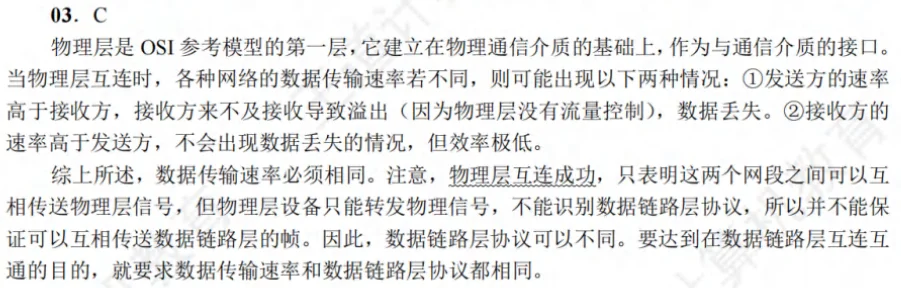 03．C
物理层是 OSI 参考模型的第一层，它建立在物理通信介质的基础上，作为与通信介质的接口。
当物理层互连时，各种网络的数据传输速率若不同，则可能出现以下两种情况：①发送方的速率
高于接收方，接收方来不及接收导致溢出（因为物理层没有流量控制），数据丢失。②接收方的
速率高于发送方，不会出现数据丢失的情况，但效率极低。
综上所述，数据传输速率必须相同。注意，物理层互连成功，只表明这两个网段之间可以互
相传送物理层信号，但物理层设备只能转发物理信号，不能识别数据链路层协议，所以并不能保
证可以互相传送数据链路层的帧。因此，数据链路层协议可以不同。要达到在数据链路层互连互
通的目的，就要求数据传输速率和数据链路层协议都相同。